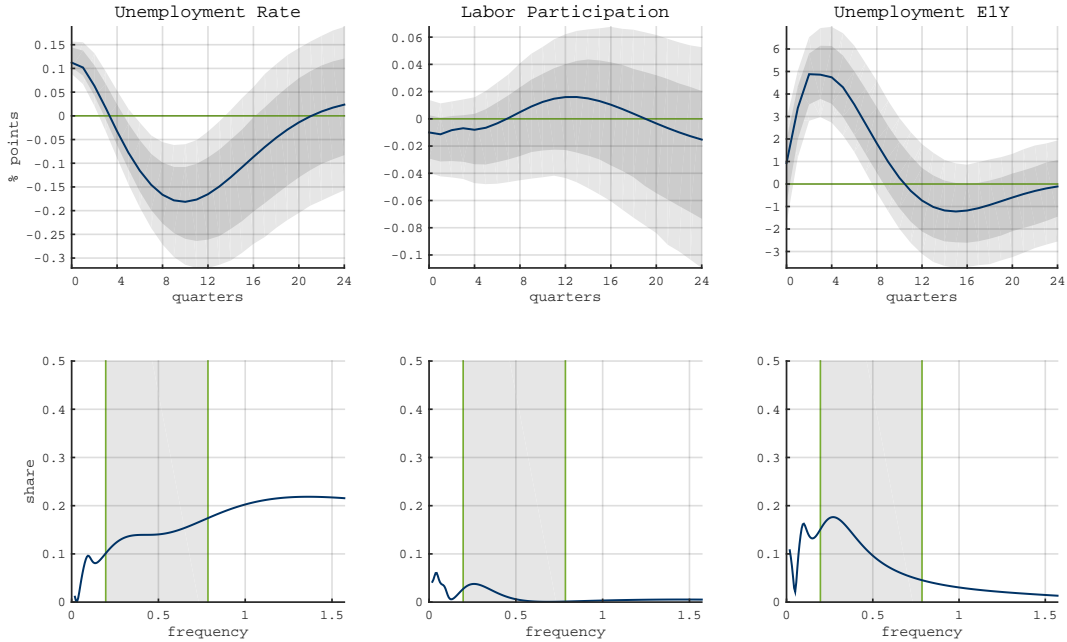 Unemployment Rate
Labor Participation
Unemployment E1Y
% points
0.15
0.1
0.05
0
-0.05
-0.1
-0.15
-0.2
-0.25
-0.3
0 4 8 12 16 20 24
quarters
0.06
0.04
0.02
0
-0.02
-0.04
-0.06
-0.08
-0.1
0 4 8 12 16 20 24
quarters
6
5
4
3
2
1
0
-1
-2
-3
0 4 8 12 16 20 24
quarters
share
0.5
0.4
0.3
0.2
0.1
0
0 0.5 1 1.5
frequency
0.5
0.4
0.3
0.2
0.1
0
0 0.5 1 1.5
frequency
0.5
0.4
0.3
0.2
0.1
0
0 0.5 1 1.5
frequency